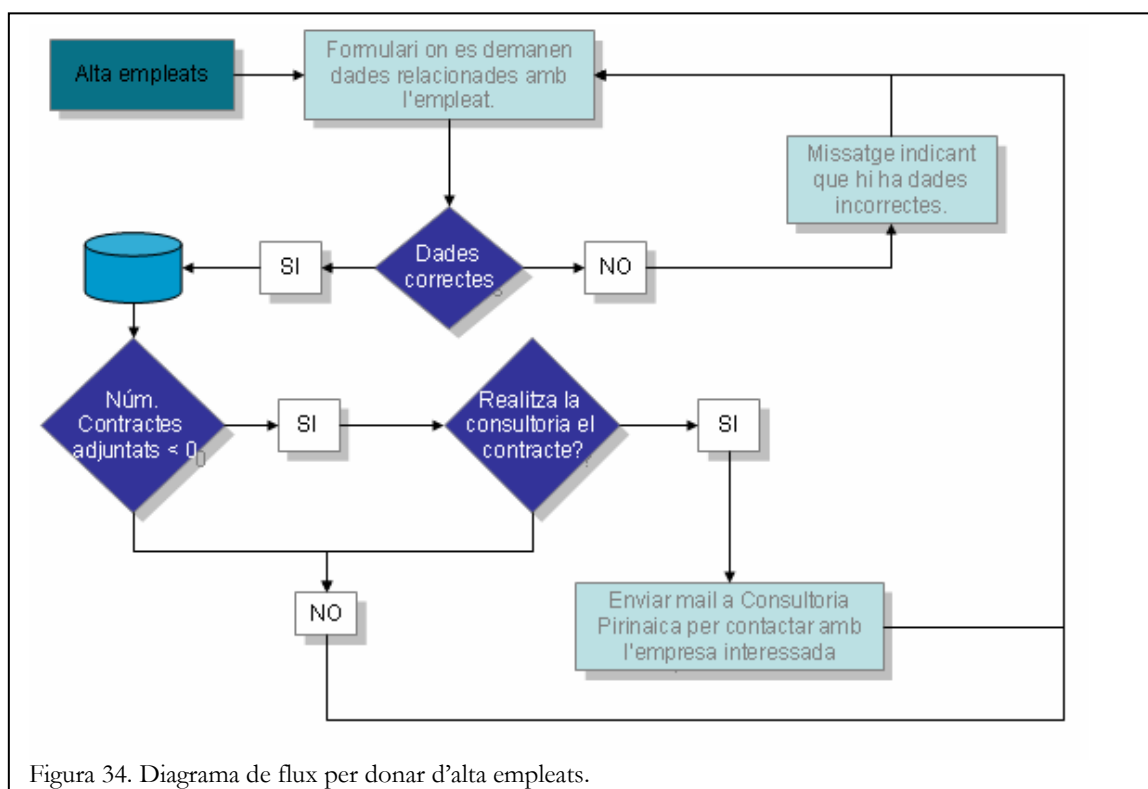 Alta empleats
Formulari on es demanen
dades relacionades amb
l'empleat.
Missatge indicant
que hi ha dades
incorrectes.
Dades
correctes
SI
NO
Núm.
Contractes
adjuntats < 0
SI
Realitza la
consultoria el
contracte?
SI
NO
Enviar mail a Consultoria
Pirinaica per contactar amb
l'empresa interessada
Figura 34. Diagrama de flux per donar d'alta empleats.